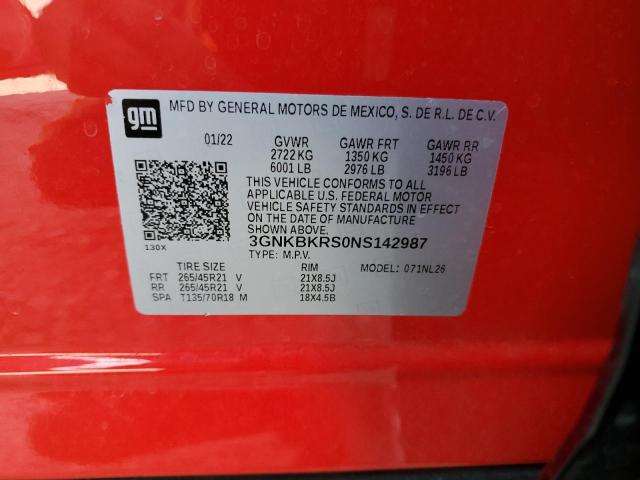 gm
MFD BY GENERAL MOTORS DE MEXICO, S. DE R.L. DE C.V.
01/22 GVWR GAWR FRT GAWR RR
2722 KG 1350 KG 1450 KG
6001 LB 2976 LB 3196 LB
THIS VEHICLE CONFORMS TO ALL
APPLICABLE U.S. FEDERAL MOTOR
VEHICLE SAFETY STANDARDS IN EFFECT
ON THE DATE OF MANUFACTURE
SHOWN ABOVE.
130X 3GNKBKRS0NS142987
TYPE: M.P.V. MODEL: 071NL26
TIRE SIZE RIM
FRT 265/45R21 V 21X8.5J
RR 265/45R21 V 21X8.5J
SPA T135/70R18 M 18X4.5B